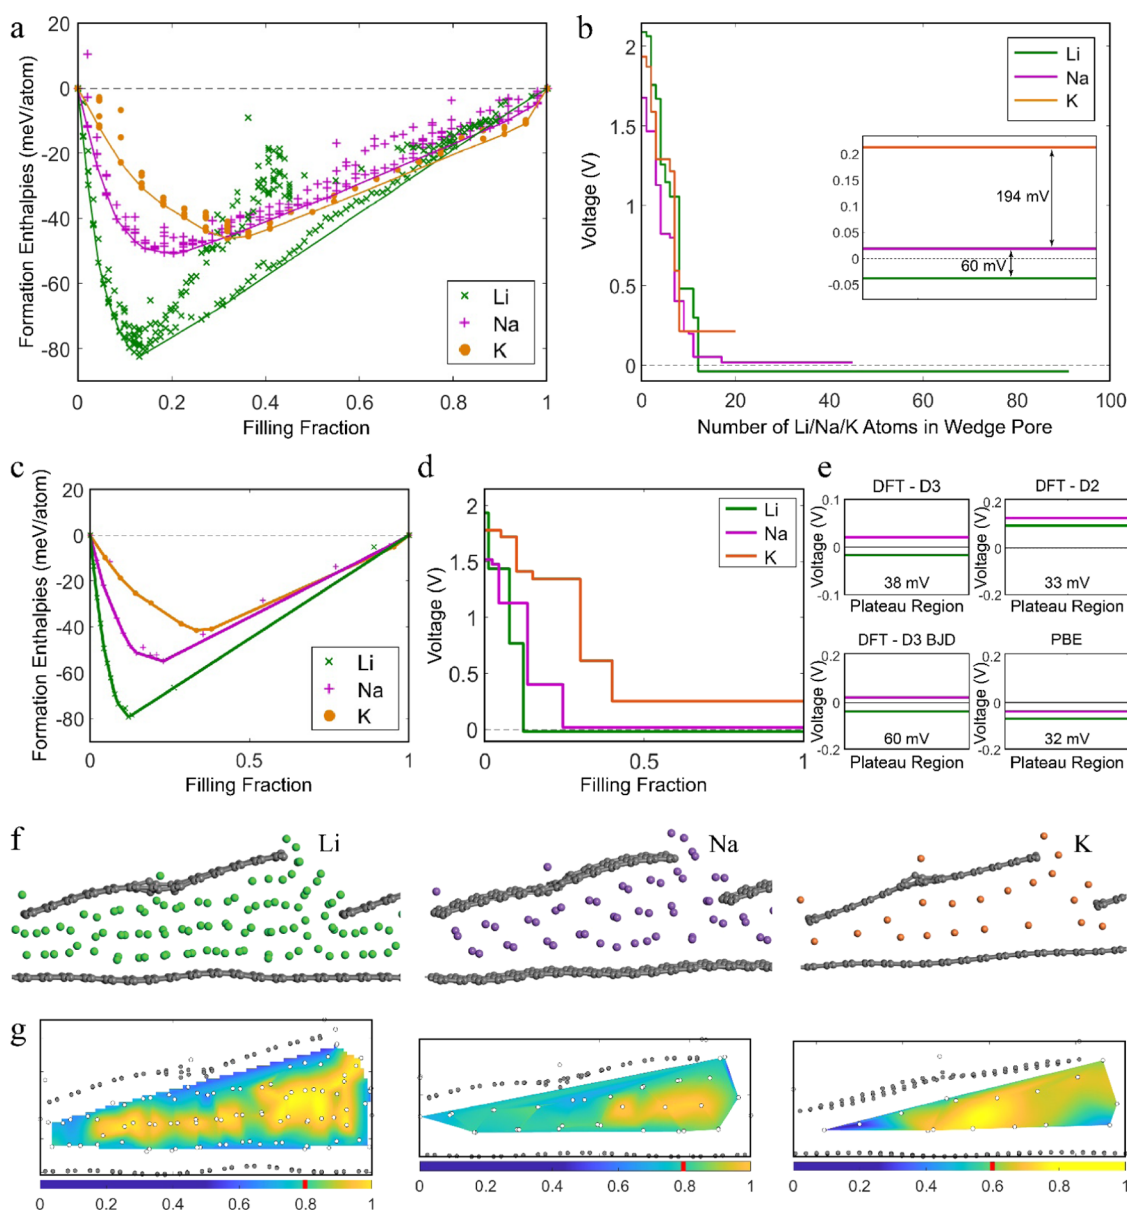 a
20
0
-20
-40
-60
-80
Formation Enthalpies (meV/atom)
Li
Na
K
0
0.2
0.4
0.6
0.8
1
Filling Fraction
b
2
1.5
1
0.5
0
Voltage (V)
Li
Na
K
0.2
0.15
0.1
0.05
0
-0.05
194 mV
60 mV
0
20
40
60
80
100
Number of Li/Na/K Atoms in Wedge Pore
c
20
0
-20
-40
-60
-80
Formation Enthalpies (meV/atom)
Li
Na
K
0
0.5
1
Filling Fraction
d
2
1.5
1
0.5
0
Voltage (V)
Li
Na
K
0
0.5
1
Filling Fraction
e
DFT - D3
0.1
0
-0.1
Voltage (V)
38 mV
Plateau Region
DFT - D2
0.2
0
-0.2
Voltage (V)
33 mV
Plateau Region
DFT - D3 BJD
0.2
0
-0.2
Voltage (V)
60 mV
Plateau Region
PBE
0.2
0
-0.2
Voltage (V)
32 mV
Plateau Region
f
Li
Na
K
g
0
0.2
0.4
0.6
0.8
1
0
0.2
0.4
0.6
0.8
1
0
0.2
0.4
0.6
0.8
1